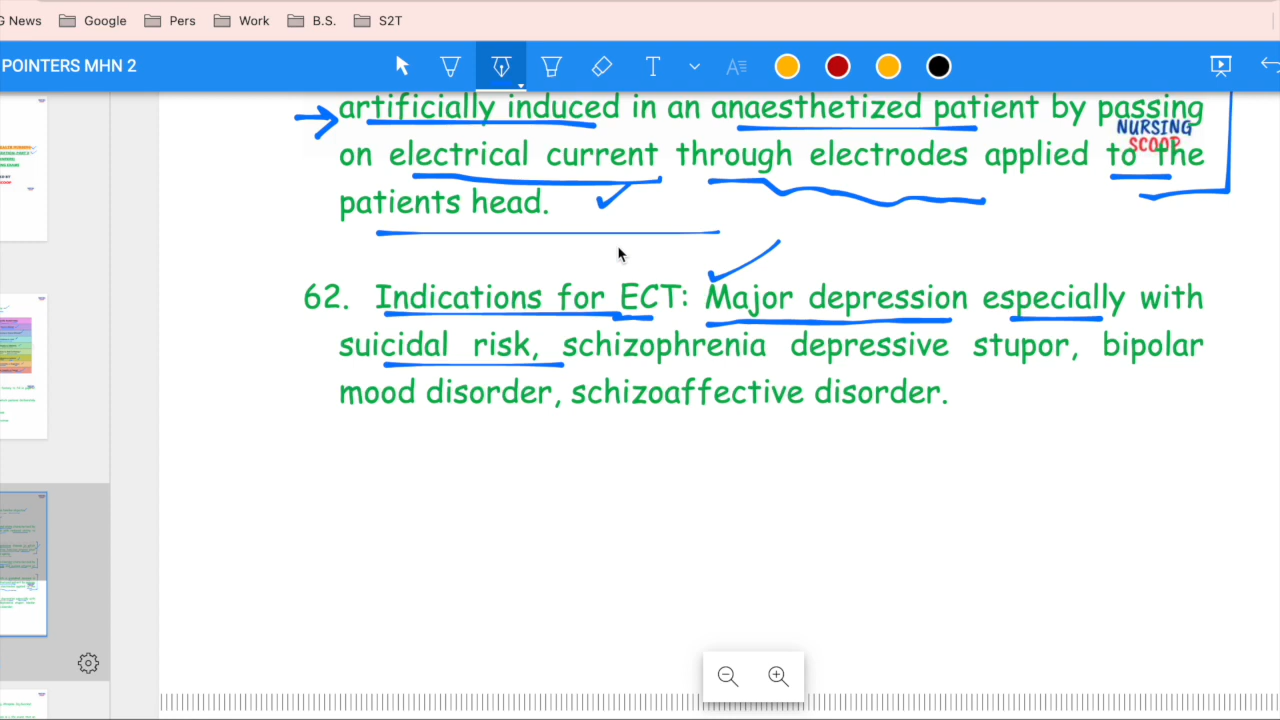 G News Google Pers Work B.S. S2T
POINTERS MHN 2
artificially induced in an anaesthetized patient by passing
NURSING
SCOOP
on electrical current through electrodes applied to the
patients head.
62. Indications for ECT: Major depression especially with
suicidal risk, schizophrenia depressive stupor, bipolar
mood disorder, schizoaffective disorder.